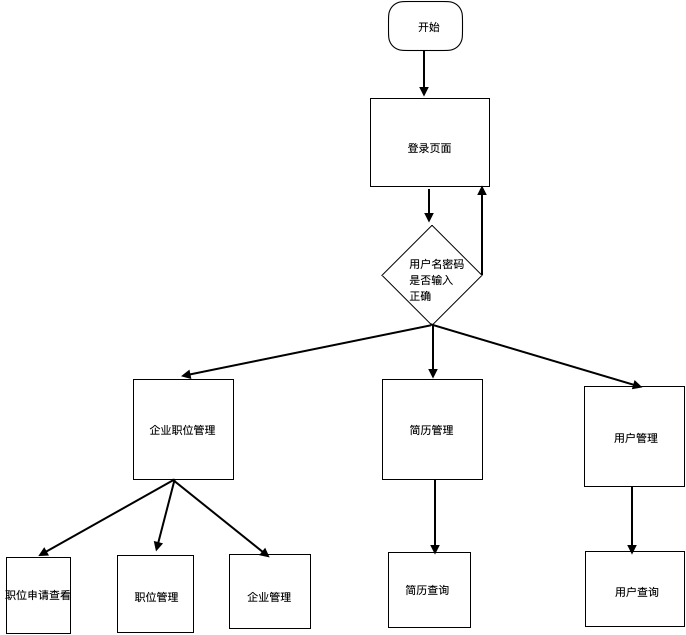 开始
登录页面
用户名密码
是否输入
正确
企业职位管理
简历管理
用户管理
职位申请查看
职位管理
企业管理
简历查询
用户查询